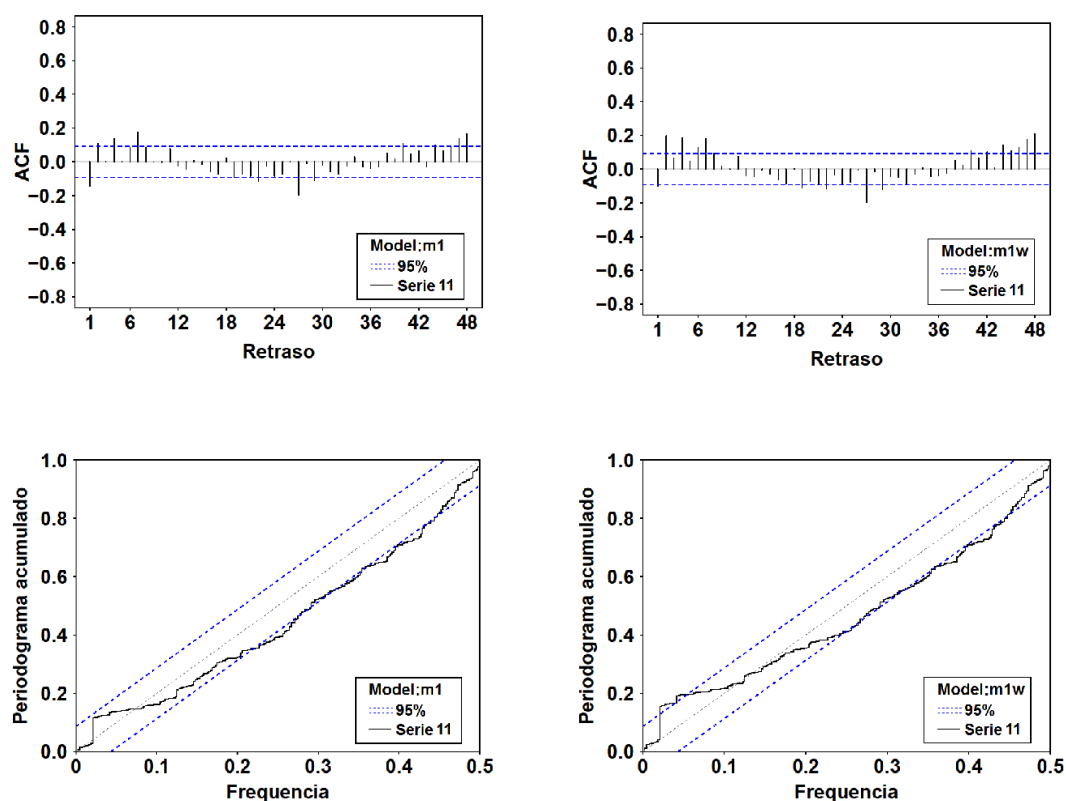 ACF
0.8
0.6
0.4
0.2
0.0
−0.2
−0.4
−0.6
−0.8
1 6 12 18 24 30 36 42 48
Retraso
Model;m1
95%
Serie 11
ACF
0.8
0.6
0.4
0.2
0.0
−0.2
−0.4
−0.6
−0.8
1 6 12 18 24 30 36 42 48
Retraso
Model:m1w
95%
Serie 11
Periodograma acumulado
1.0
0.8
0.6
0.4
0.2
0.0
0 0.1 0.2 0.3 0.4 0.5
Frequencia
Model;m1
95%
Serie 11
Periodograma acumulado
1.0
0.8
0.6
0.4
0.2
0.0
0 0.1 0.2 0.3 0.4 0.5
Frequencia
Model;m1w
95%
Serie 11